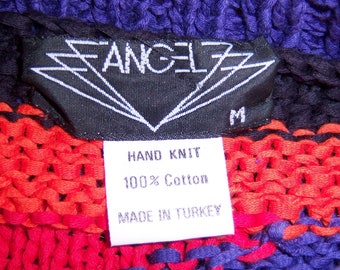 ANGEL
M
HAND KNIT
100% Cotton
MADE IN TURKEY